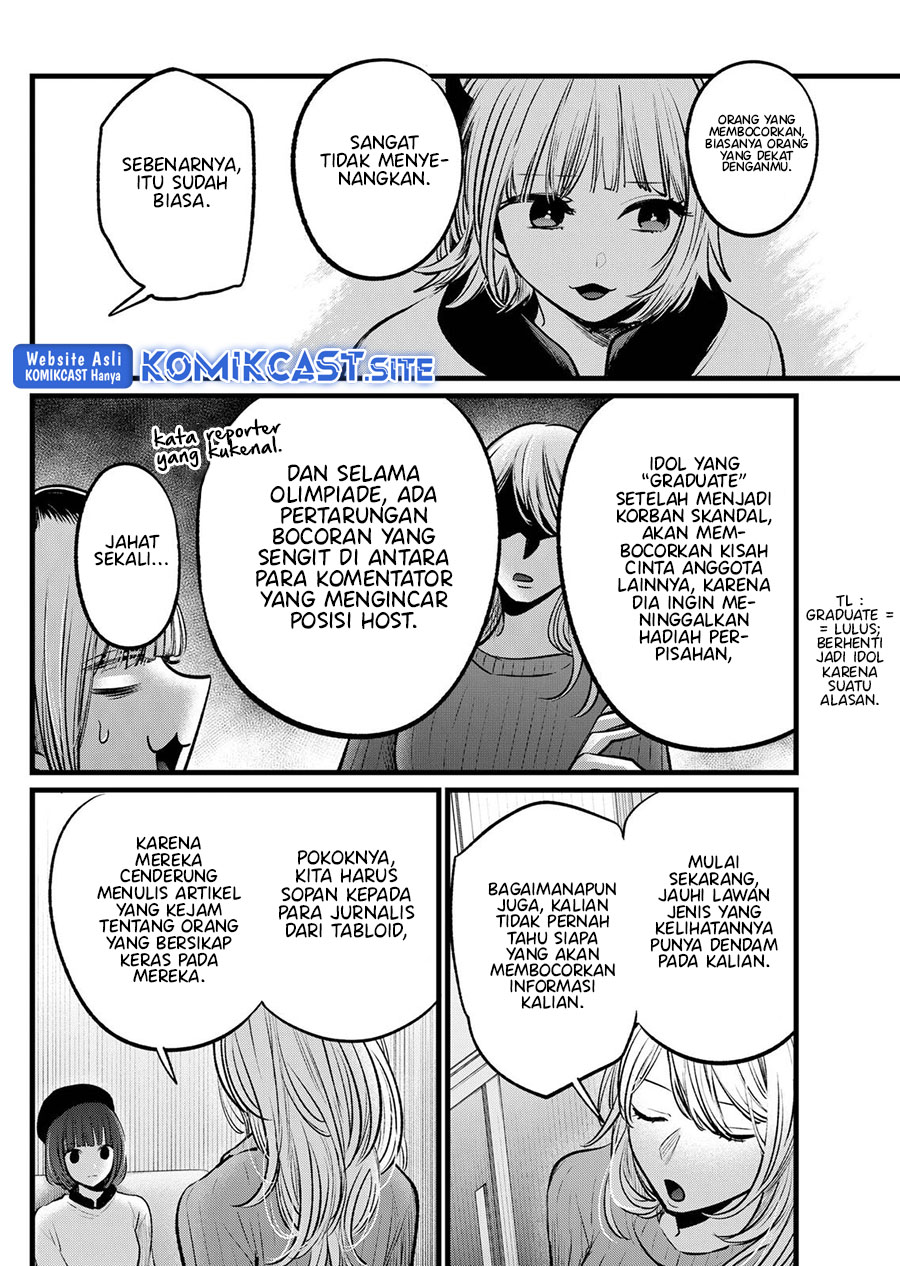 ORANG YANG
MEMBOCORKAN,
BIASANYA ORANG
YANG DEKAT
DENGANMU.
SANGAT
TIDAK MENYE-
NANGKAN.
SEBENARNYA,
ITU SUDAH
BIASA.
Website Asli
KOMIKCAST Hanya
KOMIKCAST.SITE
IDOL YANG
“GRADUATE”
SETELAH MENJADI
KORBAN SKANDAL,
AKAN MEM-
BOCORKAN KISAH
CINTA ANGGOTA
LAINNYA, KARENA
DIA INGIN ME-
NINGGALKAN
HADIAH PER-
PISAHAN,
TL :
GRADUATE =
= LULUS;
BERHENTI
JADI IDOL
KARENA
SUATU
ALASAN.
DAN SELAMA
OLIMPIADE, ADA
PERTARUNGAN
BOCORAN YANG
SENGIT DI ANTARA
PARA KOMENTATOR
YANG MENGINCAR
POSISI HOST.
kata reporter
yang kukenal.
JAHAT
SEKALI...
MULAI
SEKARANG,
JAUHI LAWAN
JENIS YANG
KELIHATANNYA
PUNYA DENDAM
PADA KALIAN.
BAGAIMANAPUN
JUGA, KALIAN
TIDAK PERNAH
TAHU SIAPA
YANG AKAN
MEMBOCORKAN
INFORMASI
KALIAN.
POKOKNYA,
KITA HARUS
SOPAN KEPADA
PARA JURNALIS
DARI TABLOID,
KARENA
MEREKA
CENDERUNG
MENULIS ARTIKEL
YANG KEJAM
TENTANG ORANG
YANG BERSIKAP
KERAS PADA
MEREKA.